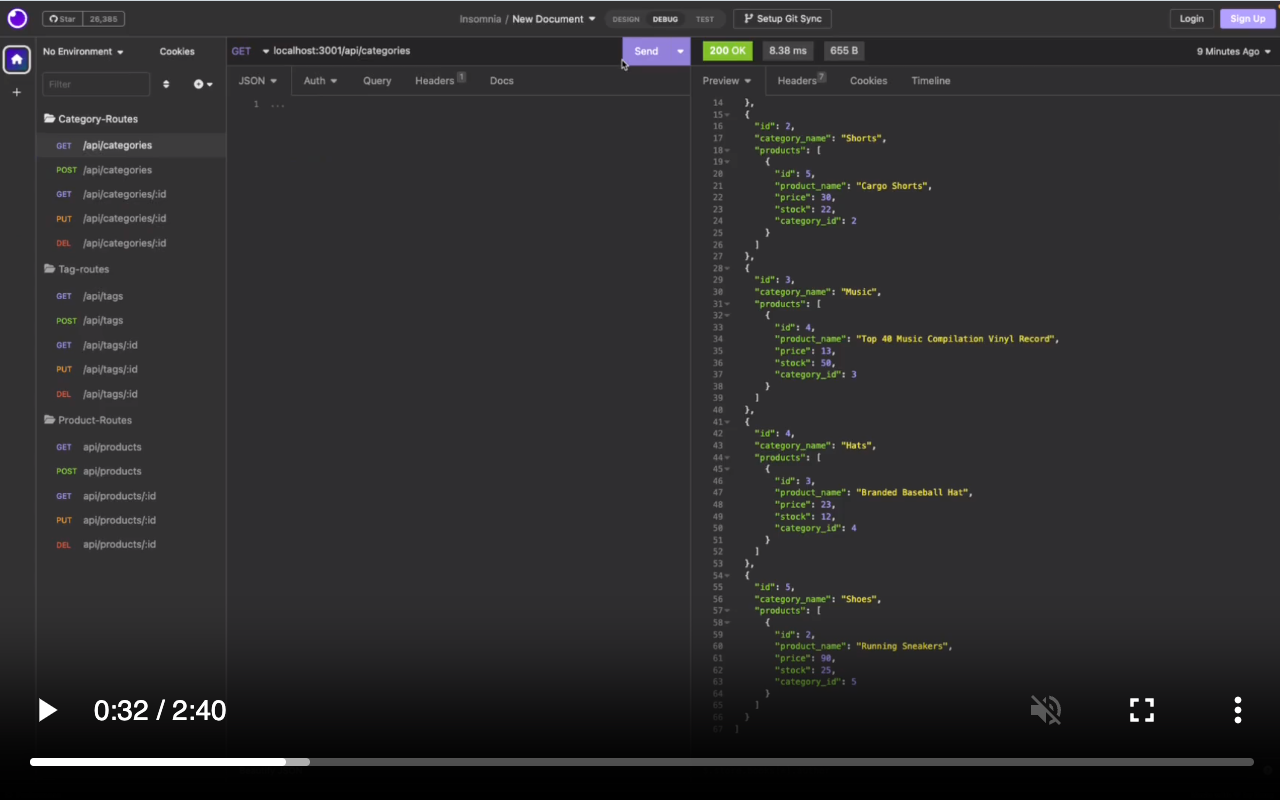 Star 26,385
Insomnia / New Document
DESIGN DEBUG TEST
Setup Git Sync
Login
Sign Up
No Environment
Cookies
Filter
Category-Routes
GET /api/categories
POST /api/categories
GET /api/categories/:id
PUT /api/categories/:id
DEL /api/categories/:id
Tag-routes
GET /api/tags
POST /api/tags
GET /api/tags/:id
PUT /api/tags/:id
DEL /api/tags/:id
Product-Routes
GET api/products
POST api/products
GET api/products/:id
PUT api/products/:id
DEL api/products/:id
GET localhost:3001/api/categories
Send
JSON Auth Query Headers 1 Docs
1 ...
200 OK 8.38 ms 655 B
9 Minutes Ago
Preview Headers 7 Cookies Timeline
14 },
15 {
16 "id": 2,
17 "category_name": "Shorts",
18 "products": [
19 {
20 "id": 5,
21 "product_name": "Cargo Shorts",
22 "price": 30,
23 "stock": 22,
24 "category_id": 2
25 }
26 ]
27 },
28 {
29 "id": 3,
30 "category_name": "Music",
31 "products": [
32 {
33 "id": 4,
34 "product_name": "Top 40 Music Compilation Vinyl Record",
35 "price": 13,
36 "stock": 50,
37 "category_id": 3
38 }
39 ]
40 },
41 {
42 "id": 4,
43 "category_name": "Hats",
44 "products": [
45 {
46 "id": 3,
47 "product_name": "Branded Baseball Hat",
48 "price": 23,
49 "stock": 12,
50 "category_id": 4
51 }
52 ]
53 },
54 {
55 "id": 5,
56 "category_name": "Shoes",
57 "products": [
58 {
59 "id": 2,
60 "product_name": "Running Sneakers",
61 "price": 90,
62 "stock": 25,
63 "category_id": 5
64 }
65 ]
66 }
67 ]
0:32 / 2:40